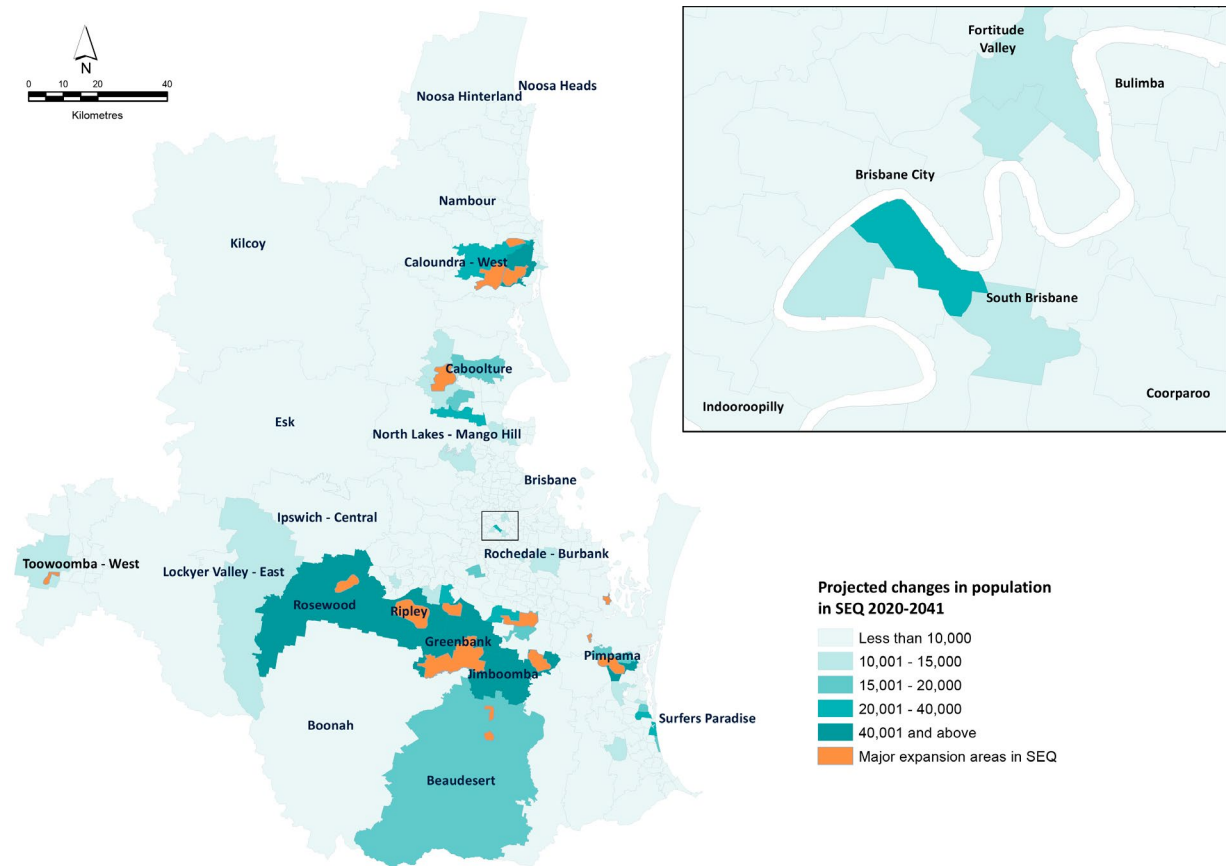 N
0 10 20 40
Kilometres
Noosa Heads
Noosa Hinterland
Nambour
Kilcoy
Caloundra - West
Caboolture
Esk
North Lakes - Mango Hill
Brisbane
Ipswich - Central
Rochedale - Burbank
Toowoomba - West
Lockyer Valley - East
Rosewood
Ripley
Greenbank
Pimpama
Jimboomba
Surfers Paradise
Boonah
Beaudesert
Fortitude
Valley
Bulimba
Brisbane City
South Brisbane
Indooroopilly
Coorparoo
Projected changes in population
in SEQ 2020-2041
Less than 10,000
10,001 - 15,000
15,001 - 20,000
20,001 - 40,000
40,001 and above
Major expansion areas in SEQ